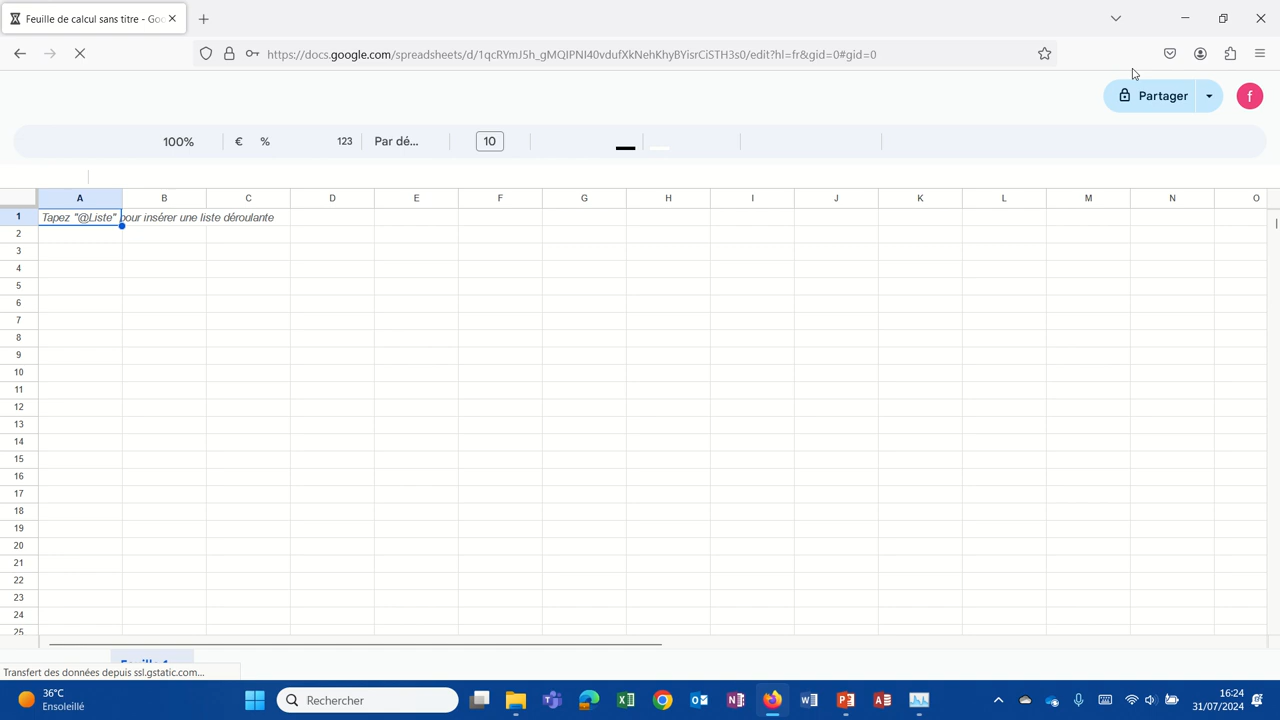 Feuille de calcul sans titre - Goo
https://docs.google.com/spreadsheets/d/1qcRYmJ5h_gMQIPNI40vdufXkNehKhyBYisrCiSTH3s0/edit?hl=fr&gid=0#gid=0
Partager
f
100%
€
%
123
Par dé...
10
A B C D E F G H I J K L M N O
1 Tapez "@Liste" pour insérer une liste déroulante
2
3
4
5
6
7
8
9
10
11
12
13
14
15
16
17
18
19
20
21
22
23
24
25
Feuille 1
Transfert des données depuis ssl.gstatic.com...
36°C
Ensoleillé
Rechercher
16:24
31/07/2024